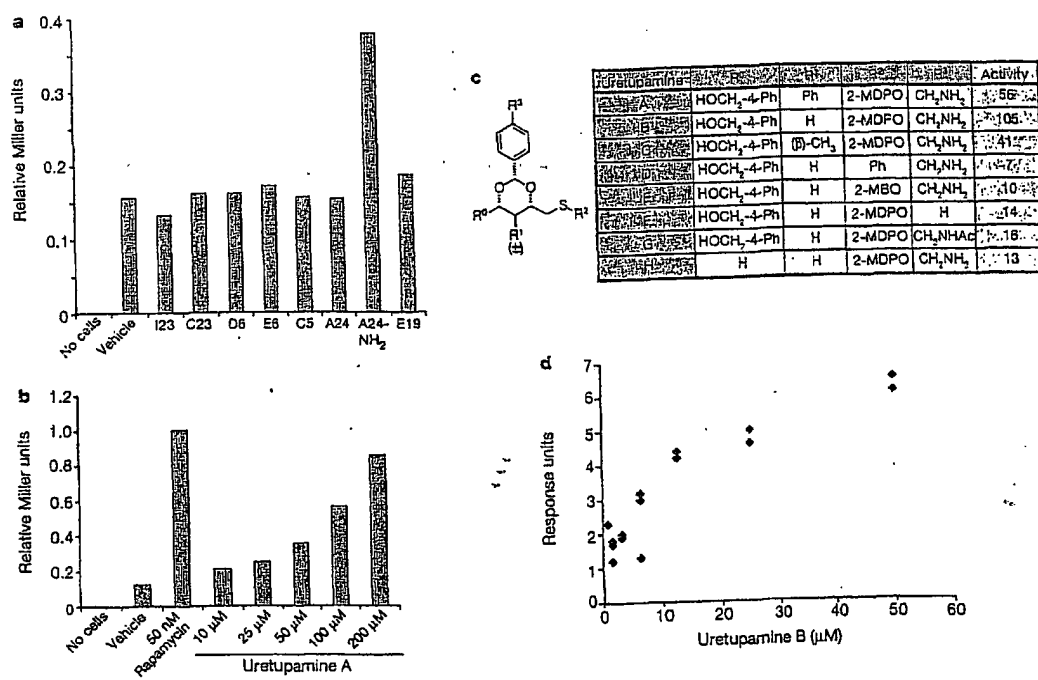 a
Relative Miller units
0.4
0.3
0.2
0.1
0
No cells
Vehicle
I23
C23
D6
E6
C5
A24
A24-
NH2
E19
b
Relative Miller units
1.2
1.0
0.8
0.6
0.4
0.2
0
No cells
Vehicle
50 nM
Rapamycin
10 μM
25 μM
50 μM
100 μM
200 μM
Uretupamine A
c
R3
O O
R0
S
R2
R1
(±)
Uretupamine Activity
HOCH2-4-Ph Ph 2-MDPO CH2NH2 56
HOCH2-4-Ph H 2-MDPO CH2NH2 105
HOCH2-4-Ph (β)-CH3 2-MDPO CH2NH2 41
HOCH2-4-Ph H Ph CH2NH2 7
HOCH2-4-Ph H 2-MBO CH2NH2 10
HOCH2-4-Ph H 2-MDPO H 14
HOCH2-4-Ph H 2-MDPO CH2NHAc 16
H H 2-MDPO CH2NH2 13
d
Response units
7
6
5
4
3
2
1
0
0 10 20 30 40 50 60
Uretupamine B (μM)